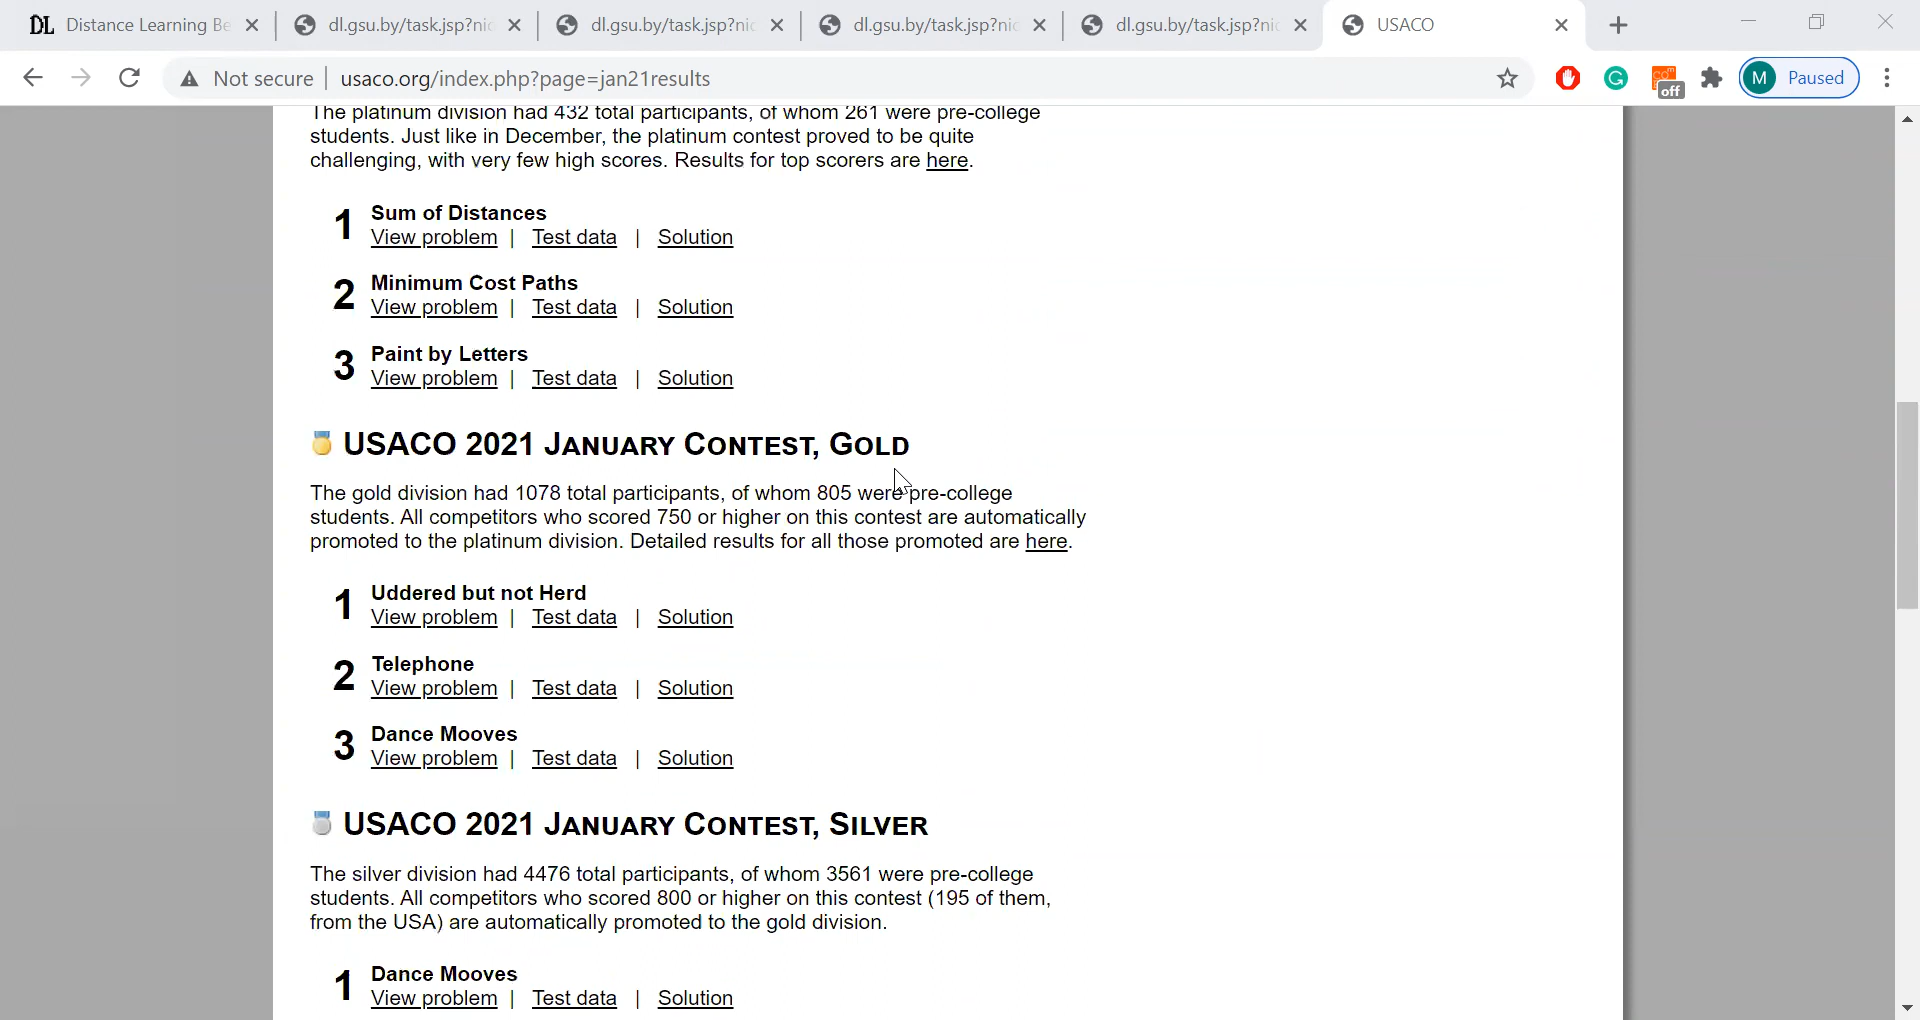 DL Distance Learning Be
dl.gsu.by/task.jsp?nic
dl.gsu.by/task.jsp?nic
dl.gsu.by/task.jsp?nic
dl.gsu.by/task.jsp?nic
USACO
Not secure | usaco.org/index.php?page=jan21results
off
M Paused
The platinum division had 432 total participants, of whom 261 were pre-college
students. Just like in December, the platinum contest proved to be quite
challenging, with very few high scores. Results for top scorers are here.
1 Sum of Distances
View problem | Test data | Solution
2 Minimum Cost Paths
View problem | Test data | Solution
3 Paint by Letters
View problem | Test data | Solution
USACO 2021 January Contest, Gold
The gold division had 1078 total participants, of whom 805 were pre-college
students. All competitors who scored 750 or higher on this contest are automatically
promoted to the platinum division. Detailed results for all those promoted are here.
1 Uddered but not Herd
View problem | Test data | Solution
2 Telephone
View problem | Test data | Solution
3 Dance Mooves
View problem | Test data | Solution
USACO 2021 January Contest, Silver
The silver division had 4476 total participants, of whom 3561 were pre-college
students. All competitors who scored 800 or higher on this contest (195 of them,
from the USA) are automatically promoted to the gold division.
1 Dance Mooves
View problem | Test data | Solution